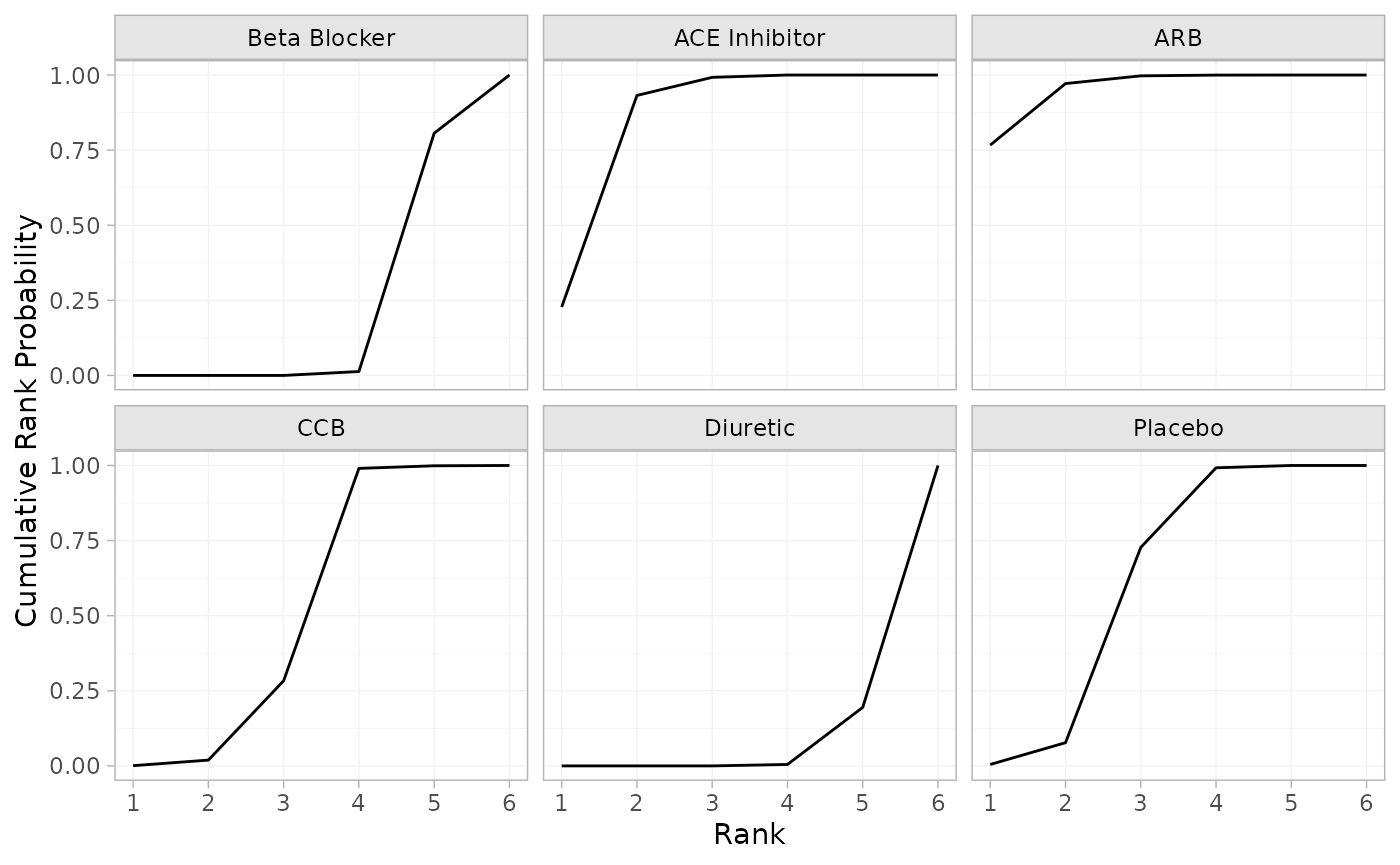 Beta Blocker
ACE Inhibitor
ARB
1.00
0.75
0.50
0.25
0.00
CCB
Diuretic
Placebo
1.00
0.75
0.50
0.25
0.00
1 2 3 4 5 6
1 2 3 4 5 6
1 2 3 4 5 6
Rank
Cumulative Rank Probability